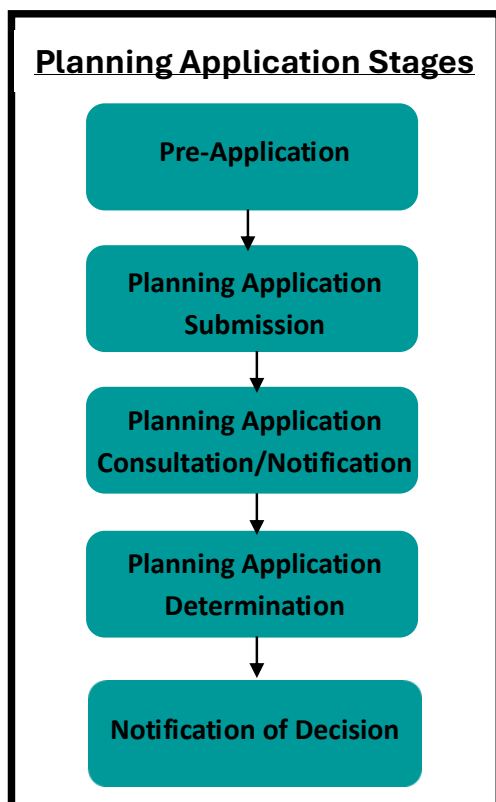 Planning Application Stages
Pre-Application
Planning Application
Submission
Planning Application
Consultation/Notification
Planning Application
Determination
Notification of Decision